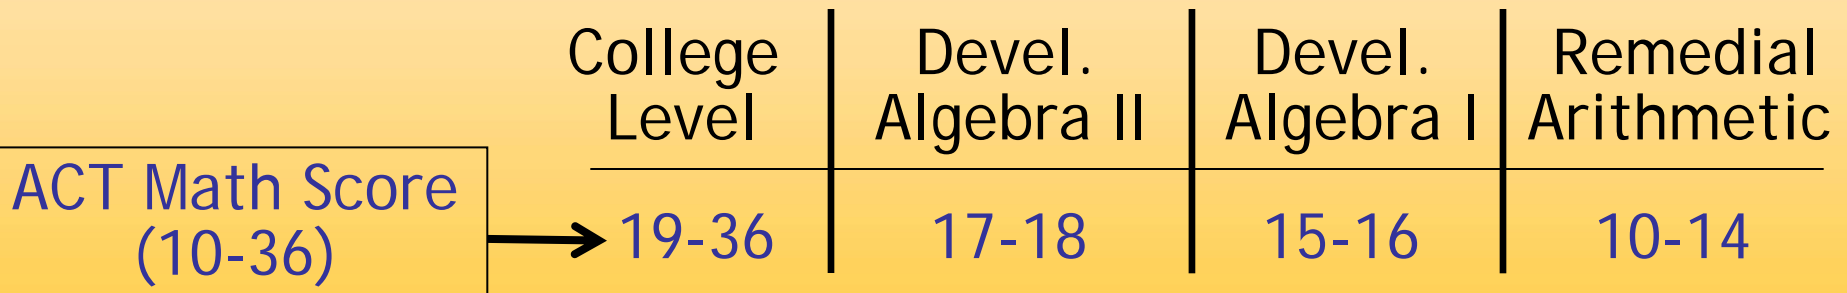 College Devel. Devel. Remedial
Level Algebra II Algebra I Arithmetic
ACT Math Score
(10-36)
19-36 17-18 15-16 10-14